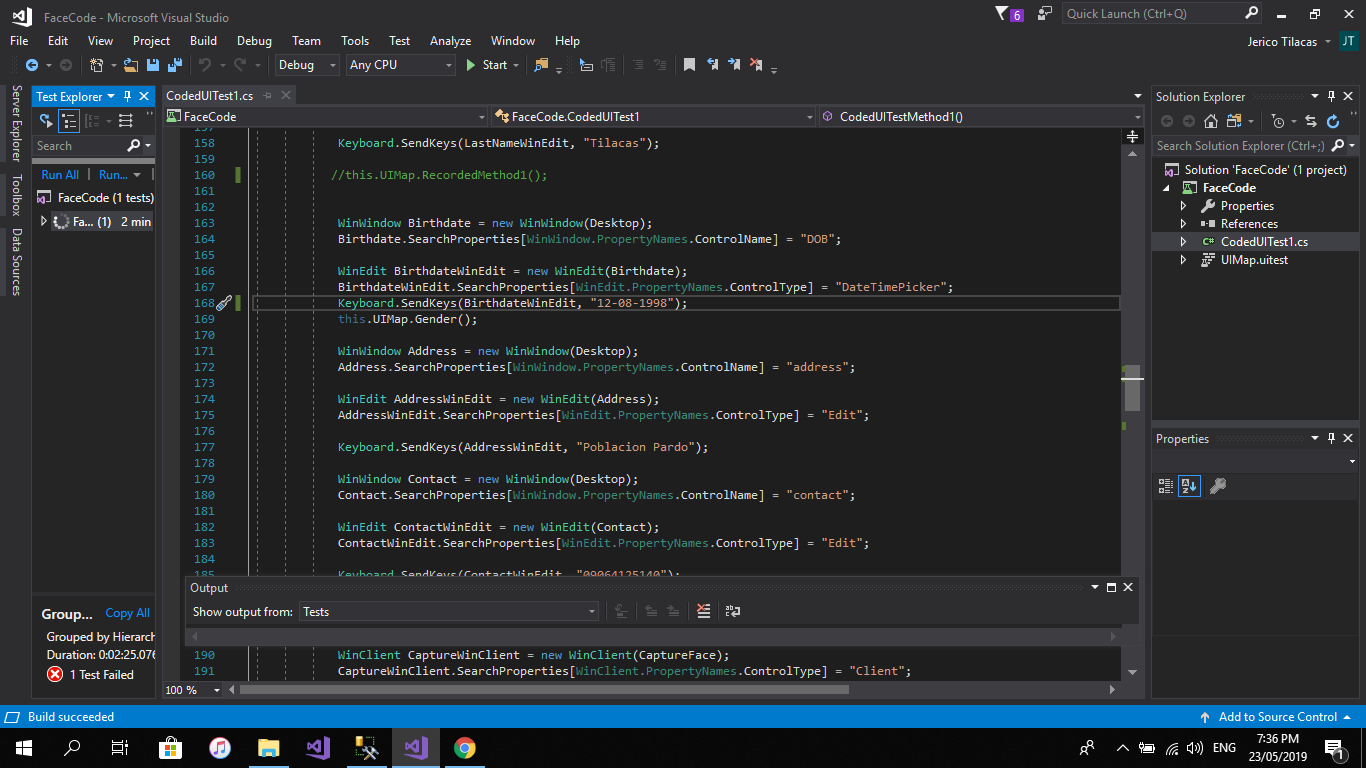 FaceCode - Microsoft Visual Studio
6
Quick Launch (Ctrl+Q)
File Edit View Project Build Debug Team Tools Test Analyze Window Help
Jerico Tilacas JT
Debug Any CPU Start
Server Explorer
Toolbox
Data Sources
Test Explorer
Search
Run All | Run... |
FaceCode (1 tests)
Fa... (1) 2 min
Group... Copy All
Grouped by Hierarch
Duration: 0:02:25.076
1 Test Failed
CodedUITest1.cs
FaceCode FaceCode.CodedUITest1 CodedUITestMethod1()
157
158 Keyboard.SendKeys(LastNameWinEdit, "Tilacas");
159
160 //this.UIMap.RecordedMethod1();
161
162
163 WinWindow Birthdate = new WinWindow(Desktop);
164 Birthdate.SearchProperties[WinWindow.PropertyNames.ControlName] = "DOB";
165
166 WinEdit BirthdateWinEdit = new WinEdit(Birthdate);
167 BirthdateWinEdit.SearchProperties[WinEdit.PropertyNames.ControlType] = "DateTimePicker";
168 Keyboard.SendKeys(BirthdateWinEdit, "12-08-1998");
169 this.UIMap.Gender();
170
171 WinWindow Address = new WinWindow(Desktop);
172 Address.SearchProperties[WinWindow.PropertyNames.ControlName] = "address";
173
174 WinEdit AddressWinEdit = new WinEdit(Address);
175 AddressWinEdit.SearchProperties[WinEdit.PropertyNames.ControlType] = "Edit";
176
177 Keyboard.SendKeys(AddressWinEdit, "Poblacion Pardo");
178
179 WinWindow Contact = new WinWindow(Desktop);
180 Contact.SearchProperties[WinWindow.PropertyNames.ControlName] = "contact";
181
182 WinEdit ContactWinEdit = new WinEdit(Contact);
183 ContactWinEdit.SearchProperties[WinEdit.PropertyNames.ControlType] = "Edit";
184
185 Keyboard.SendKeys(ContactWinEdit, "09064125140");
Output
Show output from: Tests
190 WinClient CaptureWinClient = new WinClient(CaptureFace);
191 CaptureWinClient.SearchProperties[WinClient.PropertyNames.ControlType] = "Client";
100 %
Solution Explorer
Search Solution Explorer (Ctrl+;)
Solution 'FaceCode' (1 project)
FaceCode
Properties
References
C# CodedUITest1.cs
UIMap.uitest
Properties
Build succeeded
Add to Source Control
ENG
7:36 PM
23/05/2019
1